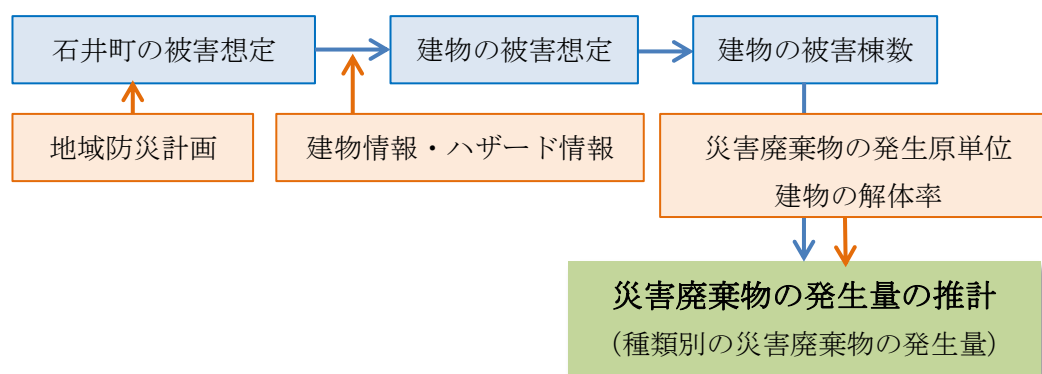 石井町の被害想定
建物の被害想定
建物の被害棟数
地域防災計画
建物情報・ハザード情報
災害廃棄物の発生原単位
建物の解体率
災害廃棄物の発生量の推計
（種類別の災害廃棄物の発生量）